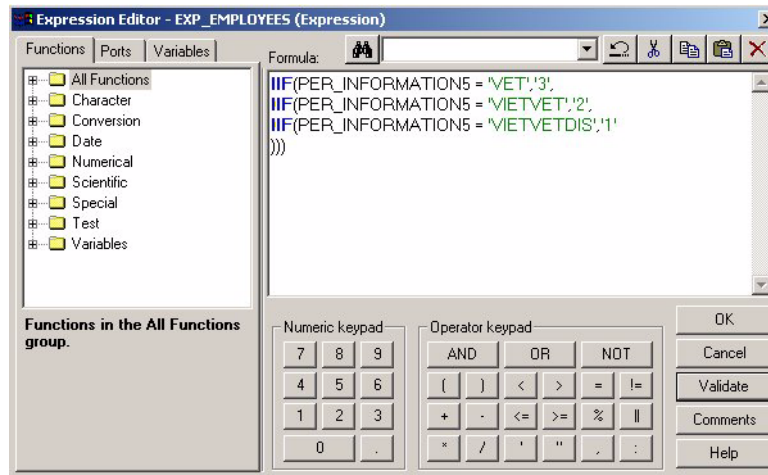 Expression Editor - EXP_EMPLOYEES (Expression)
Functions Ports Variables
Formula:
All Functions
Character
Conversion
Date
Numerical
Scientific
Special
Test
Variables
IIF(PER_INFORMATION5 = 'VET','3',
IIF(PER_INFORMATION5 = 'VIETVET','2',
IIF(PER_INFORMATION5 = 'VIETVETDIS','1'
)))
Functions in the All Functions
group.
Numeric keypad
7 8 9
4 5 6
1 2 3
0 .
Operator keypad
AND OR NOT
( ) < > = !=
+ - <= >= % ||
* / ' " , :
OK
Cancel
Validate
Comments
Help